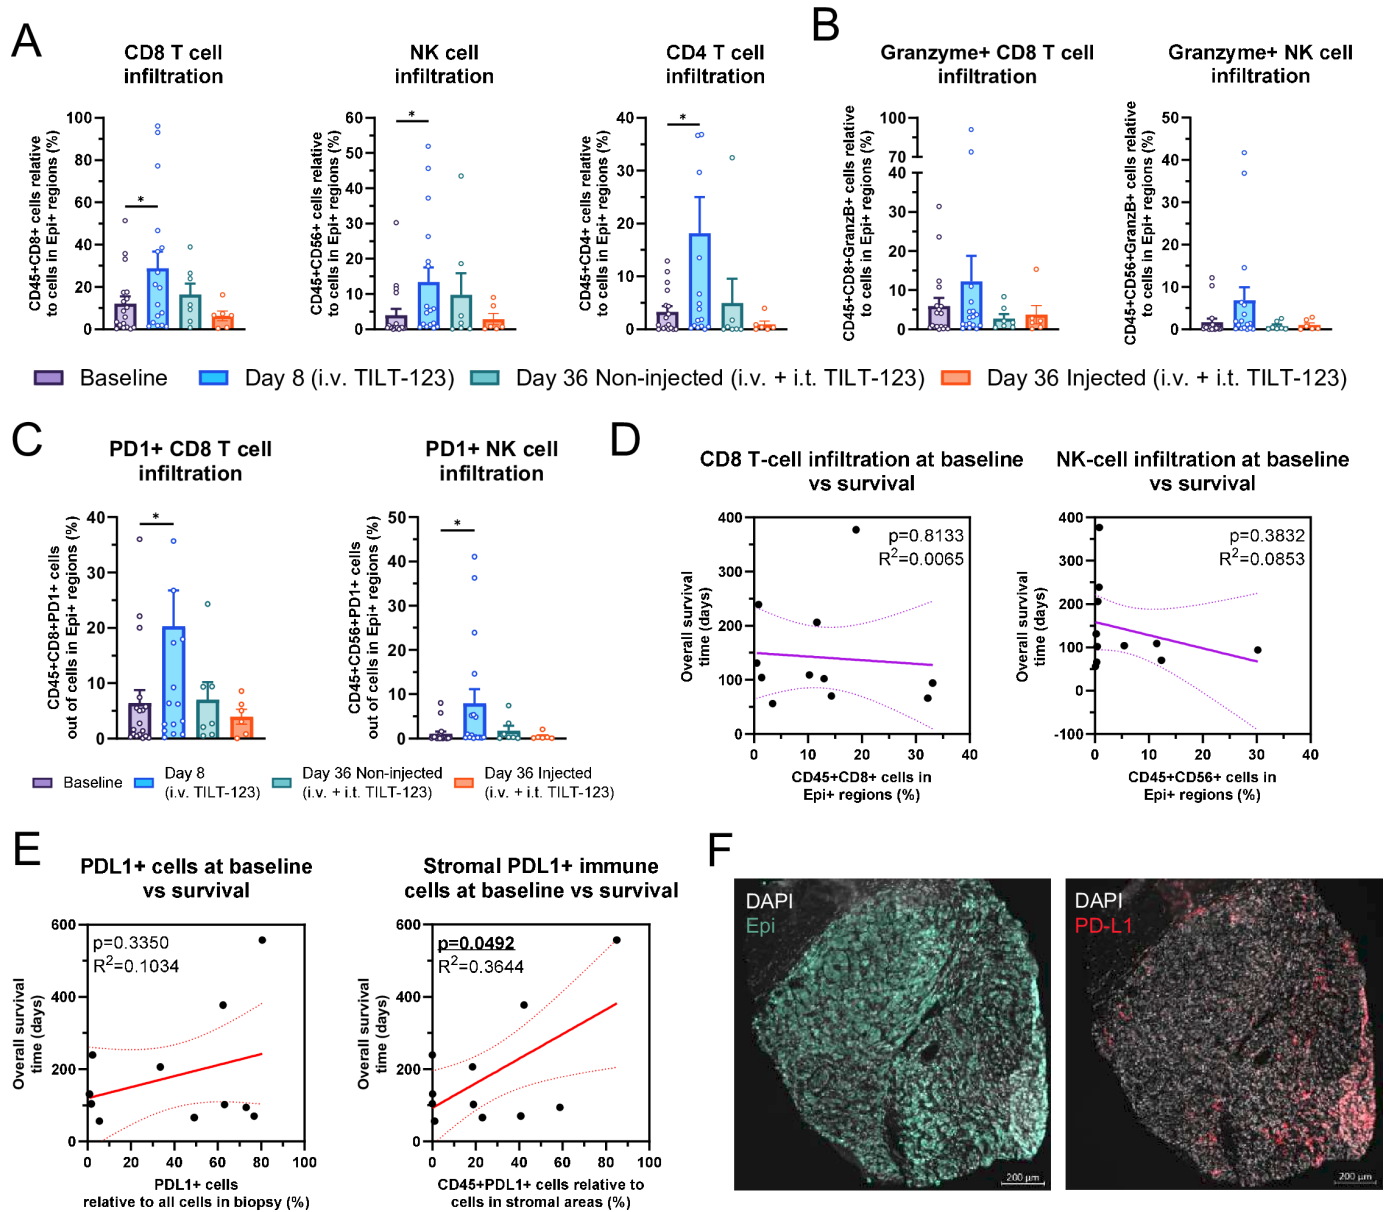 A
B
CD8 T cell
infiltration
NK cell
infiltration
CD4 T cell
infiltration
Granzyme+ CD8 T cell
infiltration
Granzyme+ NK cell
infiltration
CD45+CD8+ cells relative
to cells in Epi+ regions (%)
100
80
60
40
20
0
*
CD45+CD56+ cells relative
to cells in Epi+ regions (%)
60
50
40
30
20
10
0
*
CD45+CD4+ cells relative
to cells in Epi+ regions (%)
40
30
20
10
0
*
CD45+CD8+GranzB+ cells relative
to cells in Epi+ regions (%)
100
70
40
30
20
10
0
CD45+CD56+GranzB+ cells relative
to cells in Epi+ regions (%)
50
40
30
20
10
0
Baseline
Day 8 (i.v. TILT-123)
Day 36 Non-injected (i.v. + i.t. TILT-123)
Day 36 Injected (i.v. + i.t. TILT-123)
C
PD1+ CD8 T cell
infiltration
PD1+ NK cell
infiltration
CD45+CD8+PD1+ cells
out of cells in Epi+ regions (%)
40
30
20
10
0
*
CD45+CD56+PD1+ cells
out of cells in Epi+ regions (%)
50
40
30
20
10
0
*
Baseline
Day 8
(i.v. TILT-123)
Day 36 Non-injected
(i.v. + i.t. TILT-123)
Day 36 Injected
(i.v. + i.t. TILT-123)
D
CD8 T-cell infiltration at baseline
vs survival
NK-cell infiltration at baseline
vs survival
Overall survival
time (days)
400
300
200
100
0
p=0.8133
R²=0.0065
0 10 20 30 40
CD45+CD8+ cells in
Epi+ regions (%)
Overall survival
time (days)
400
300
200
100
0
-100
p=0.3832
R²=0.0853
0 10 20 30 40
CD45+CD56+ cells in
Epi+ regions (%)
E
PDL1+ cells at baseline
vs survival
Stromal PDL1+ immune
cells at baseline vs survival
Overall survival
time (days)
600
400
200
0
p=0.3350
R²=0.1034
0 20 40 60 80 100
PDL1+ cells
relative to all cells in biopsy (%)
Overall survival
time (days)
600
400
200
0
p=0.0492
R²=0.3644
0 20 40 60 80 100
CD45+PDL1+ cells relative to
cells in stromal areas (%)
F
DAPI
Epi
200 µm
DAPI
PD-L1
200 µm